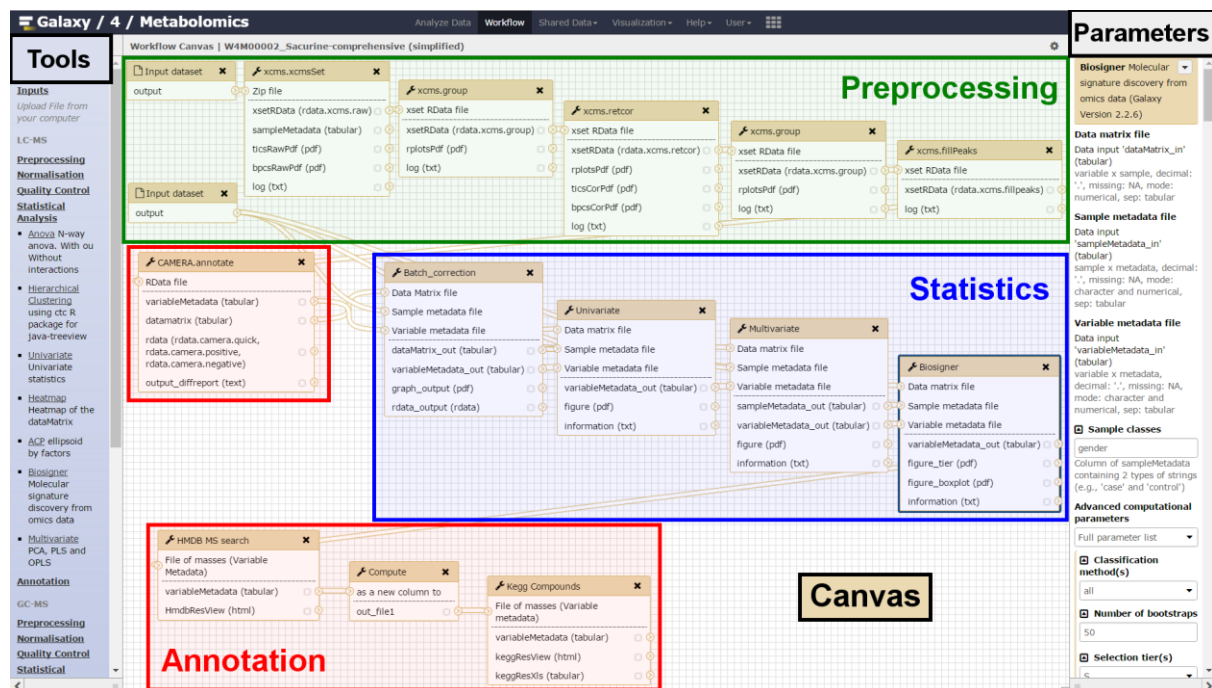 Galaxy / 4 / Metabolomics
Analyze Data Workflow Shared Data Visualization Help User
Tools
Inputs
Upload File from
your computer
LC-MS
Preprocessing
Normalisation
Quality Control
Statistical
Analysis
Anova N-way
anova. With ou
Without
interactions
Hierarchical
Clustering
using ctc R
package for
java-treeview
Univariate
Univariate
statistics
Heatmap
Heatmap of the
dataMatrix
ACP ellipsoid
by factors
Biosigner
Molecular
signature
discovery from
omics data
Multivariate
PCA, PLS and
OPLS
Annotation
GC-MS
Preprocessing
Normalisation
Quality Control
Statistical
Workflow Canvas | W4M00002_Sacurine-comprehensive (simplified)
Preprocessing
Input dataset
output
xcms.xcmsSet
Zip file
xsetRData (rdata.xcms.raw)
sampleMetadata (tabular)
ticsRawPdf (pdf)
bpcsRawPdf (pdf)
log (txt)
xcms.group
xset RData file
xsetRData (rdata.xcms.group)
rplotsPdf (pdf)
log (txt)
xcms.retcor
xset RData file
xsetRData (rdata.xcms.retcor)
rplotsPdf (pdf)
ticsCorPdf (pdf)
bpcsCorPdf (pdf)
log (txt)
xcms.group
xset RData file
xsetRData (rdata.xcms.group)
rplotsPdf (pdf)
log (txt)
xcms.fillPeaks
xset RData file
xsetRData (rdata.xcms.fillpeaks)
log (txt)
Input dataset
output
CAMERA.annotate
RData file
variableMetadata (tabular)
datamatrix (tabular)
rdata (rdata.camera.quick,
rdata.camera.positive,
rdata.camera.negative)
output_diffreport (text)
Statistics
Batch_correction
Data Matrix file
Sample metadata file
Variable metadata file
dataMatrix_out (tabular)
variableMetadata_out (tabular)
graph_output (pdf)
rdata_output (rdata)
Univariate
Data matrix file
Sample metadata file
Variable metadata file
variableMetadata_out (tabular)
figure (pdf)
information (txt)
Multivariate
Data matrix file
Sample metadata file
Variable metadata file
sampleMetadata_out (tabular)
variableMetadata_out (tabular)
figure (pdf)
information (txt)
Biosigner
Data matrix file
Sample metadata file
Variable metadata file
variableMetadata_out (tabular)
figure_tier (pdf)
figure_boxplot (pdf)
information (txt)
HMDB MS search
File of masses (Variable
Metadata)
variableMetadata (tabular)
HmdbResView (html)
Compute
as a new column to
out_file1
Kegg Compounds
File of masses (Variable
metadata)
variableMetadata (tabular)
keggResView (html)
keggResXls (tabular)
Annotation
Canvas
Parameters
Biosigner Molecular
signature discovery from
omics data (Galaxy
Version 2.2.6)
Data matrix file
Data input 'dataMatrix_in'
(tabular)
variable x sample, decimal:
'.', missing: NA, mode:
numerical, sep: tabular
Sample metadata file
Data input
'sampleMetadata_in'
(tabular)
sample x metadata, decimal:
'.', missing: NA, mode:
character and numerical,
sep: tabular
Variable metadata file
Data input
'variableMetadata_in'
(tabular)
variable x metadata,
decimal: '.', missing: NA,
mode: character and
numerical, sep: tabular
Sample classes
gender
Column of sampleMetadata
containing 2 types of strings
(e.g., 'case' and 'control')
Advanced computational
parameters
Full parameter list
Classification
method(s)
all
Number of bootstraps
50
Selection tier(s)
S